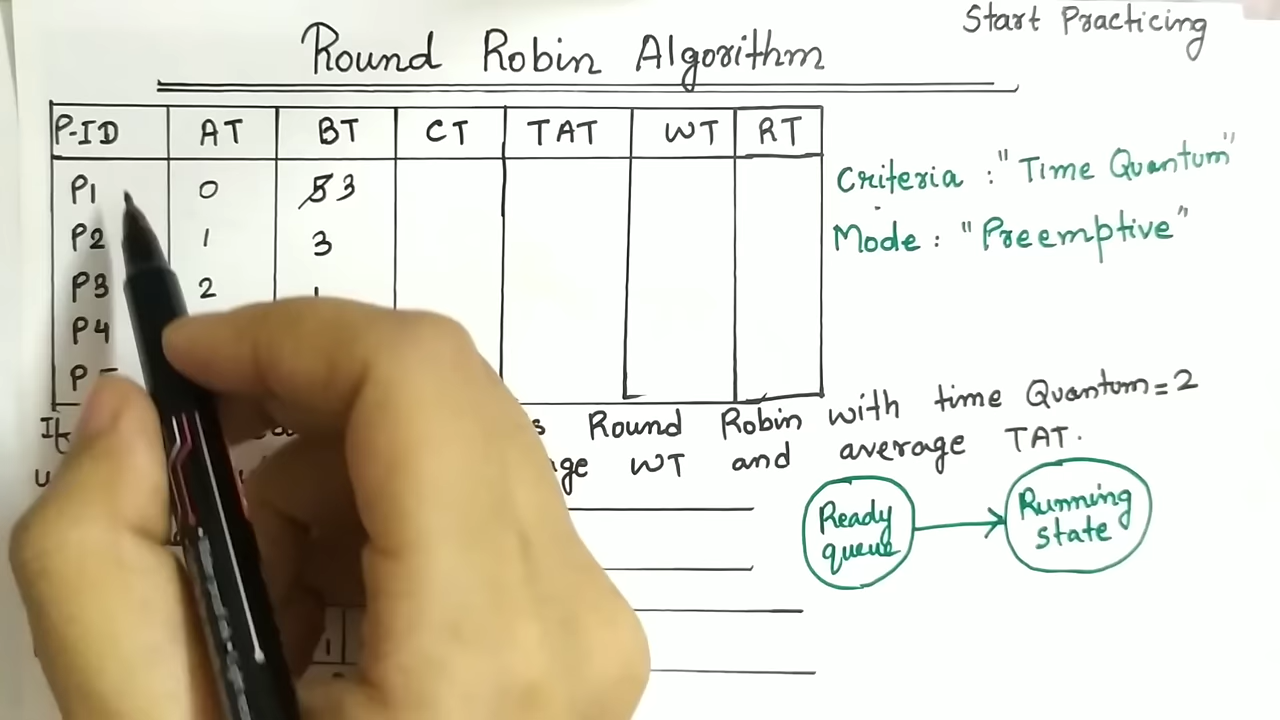 Start Practicing
Round Robin Algorithm
P-ID AT BT CT TAT WT RT
P1 0 5 3
P2 1 3
P3 2
P4
Criteria : "Time Quantum"
Mode : "Preemptive"
Round Robin with time Quantum = 2
WT and average TAT.
Ready queue
Running state
1